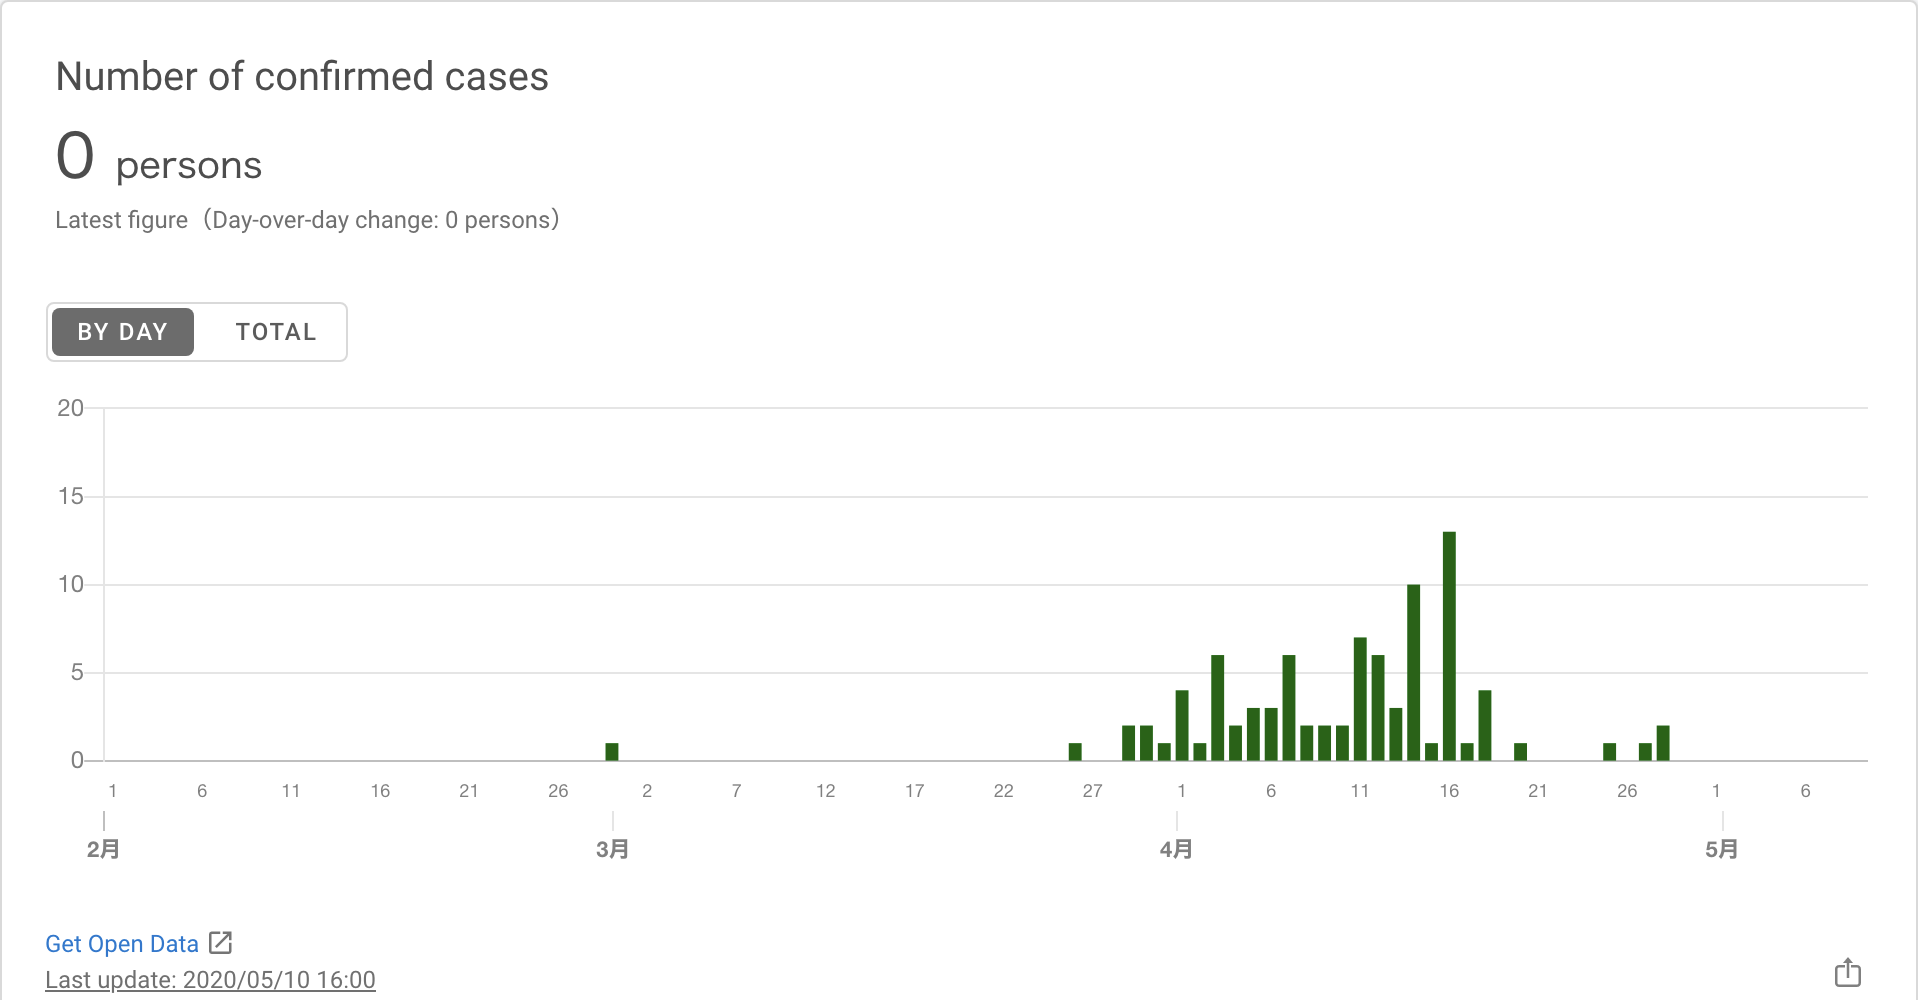 Number of confirmed cases
0 persons
Latest figure（Day-over-day change: 0 persons）
BY DAY TOTAL
20
15
10
5
0
1 6 11 16 21 26 2 7 12 17 22 27 1 6 11 16 21 26 1 6
2月 3月 4月 5月
Get Open Data
Last update: 2020/05/10 16:00